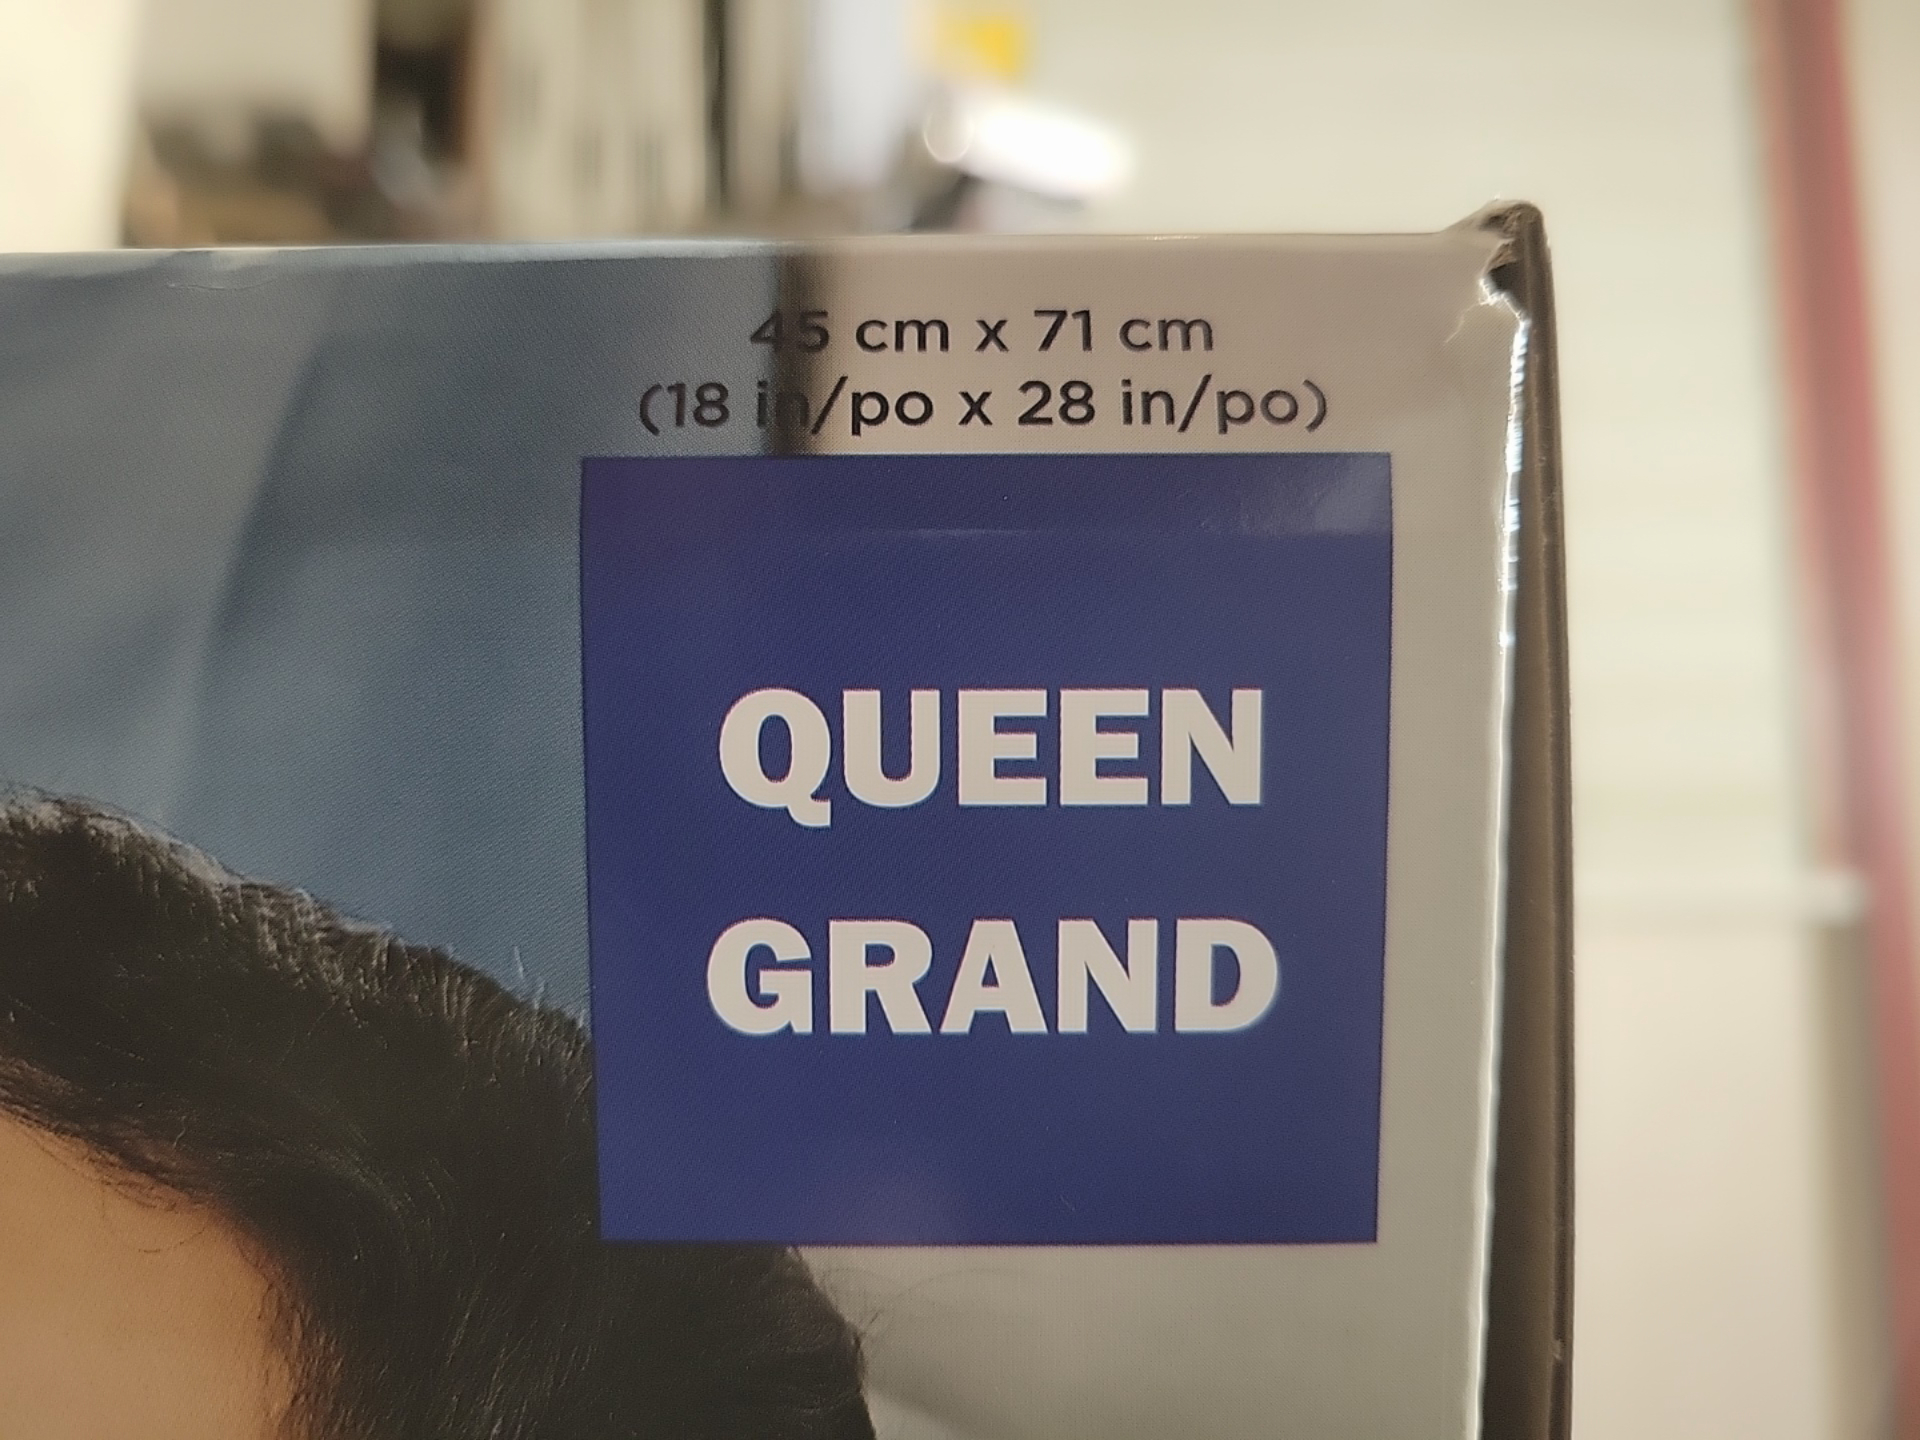 45 cm x 71 cm
(18 in/po x 28 in/po)
QUEEN
GRAND